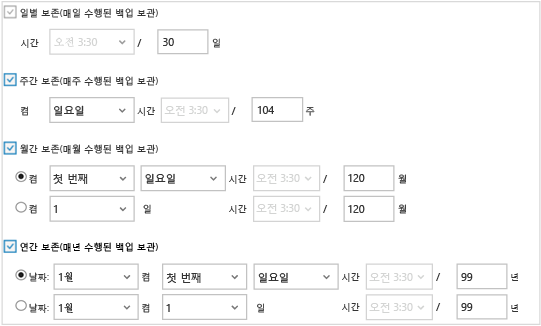 일별 보존(매일 수행된 백업 보관)
시간 오전 3:30 / 30 일
주간 보존(매주 수행된 백업 보관)
켬 일요일 시간 오전 3:30 / 104 주
월간 보존(매월 수행된 백업 보관)
켬 첫 번째 일요일 시간 오전 3:30 / 120 월
켬 1 일 시간 오전 3:30 / 120 월
연간 보존(매년 수행된 백업 보관)
날짜: 1월 켬 첫 번째 일요일 시간 오전 3:30 / 99 년
날짜: 1월 켬 1 일 시간 오전 3:30 / 99 년